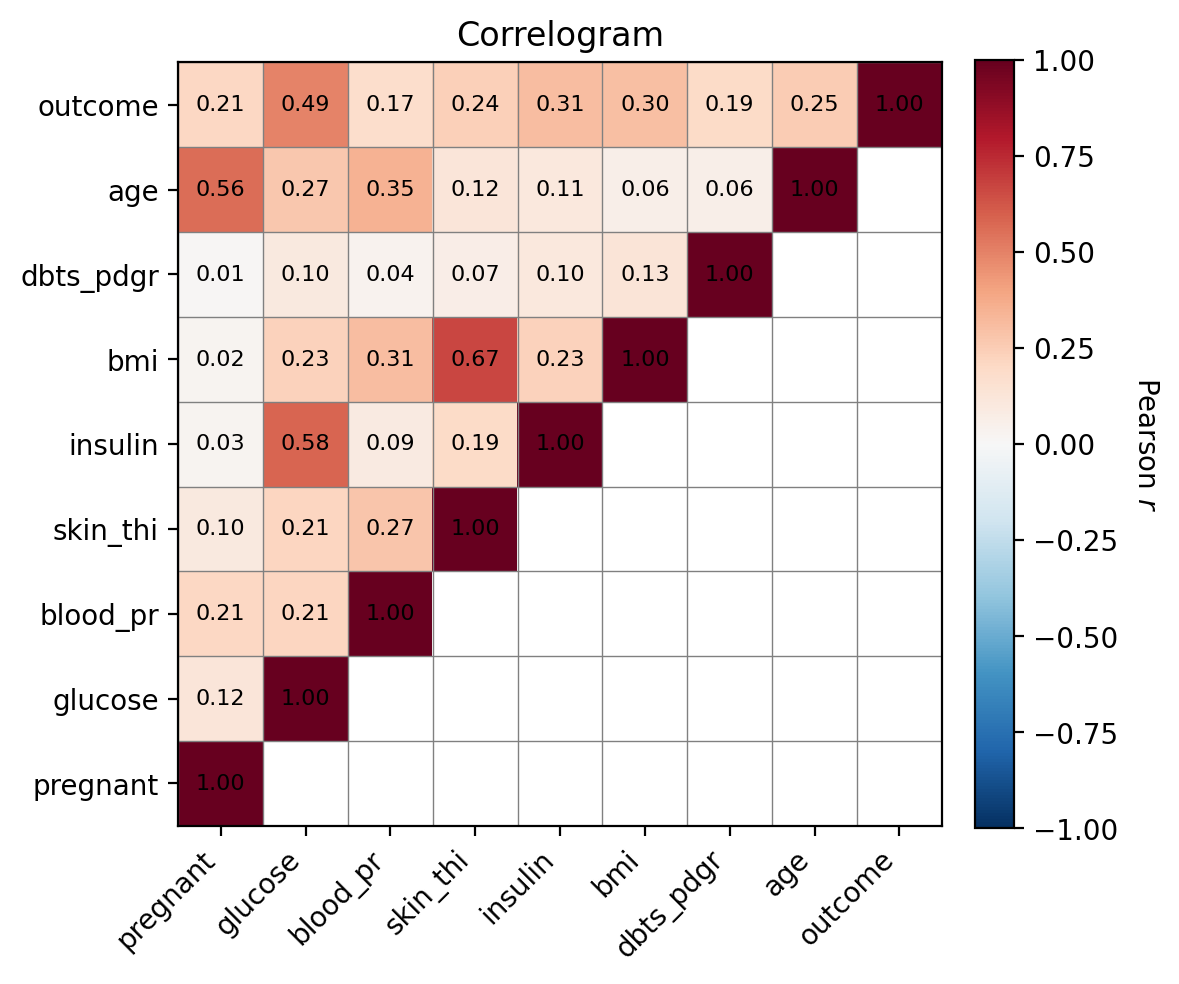 Correlogram
outcome 0.21 0.49 0.17 0.24 0.31 0.30 0.19 0.25 1.00
age 0.56 0.27 0.35 0.12 0.11 0.06 0.06 1.00
dbts_pdgr 0.01 0.10 0.04 0.07 0.10 0.13 1.00
bmi 0.02 0.23 0.31 0.67 0.23 1.00
insulin 0.03 0.58 0.09 0.19 1.00
skin_thi 0.10 0.21 0.27 1.00
blood_pr 0.21 0.21 1.00
glucose 0.12 1.00
pregnant 1.00
pregnant glucose blood_pr skin_thi insulin bmi dbts_pdgr age outcome
1.00
0.75
0.50
0.25
0.00
−0.25
−0.50
−0.75
−1.00
Pearson r